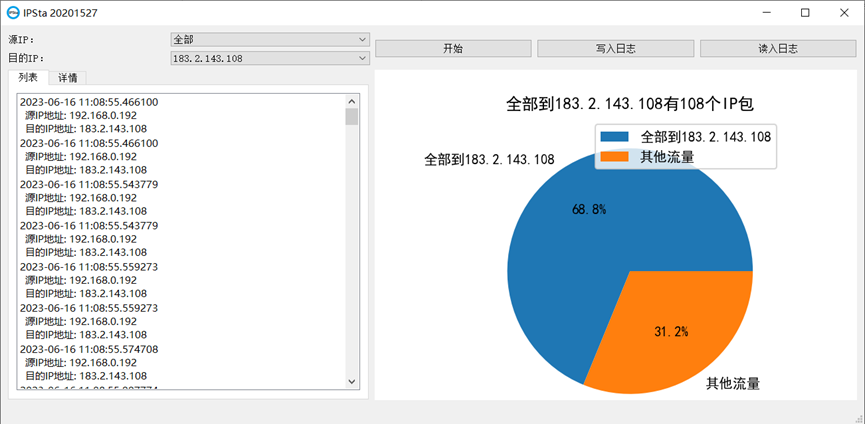 IPSta 20201527
源IP:
全部
目的IP:
183.2.143.108
开始
写入日志
读入日志
列表
详情
2023-06-16 11:08:55.466100
源IP地址: 192.168.0.192
目的IP地址: 183.2.143.108
2023-06-16 11:08:55.466100
源IP地址: 192.168.0.192
目的IP地址: 183.2.143.108
2023-06-16 11:08:55.543779
源IP地址: 192.168.0.192
目的IP地址: 183.2.143.108
2023-06-16 11:08:55.543779
源IP地址: 192.168.0.192
目的IP地址: 183.2.143.108
2023-06-16 11:08:55.559273
源IP地址: 192.168.0.192
目的IP地址: 183.2.143.108
2023-06-16 11:08:55.559273
源IP地址: 192.168.0.192
目的IP地址: 183.2.143.108
2023-06-16 11:08:55.574708
源IP地址: 192.168.0.192
目的IP地址: 183.2.143.108
全部到183.2.143.108有108个IP包
全部到183.2.143.108
其他流量
全部到183.2.143.108
68.8%
31.2%
其他流量